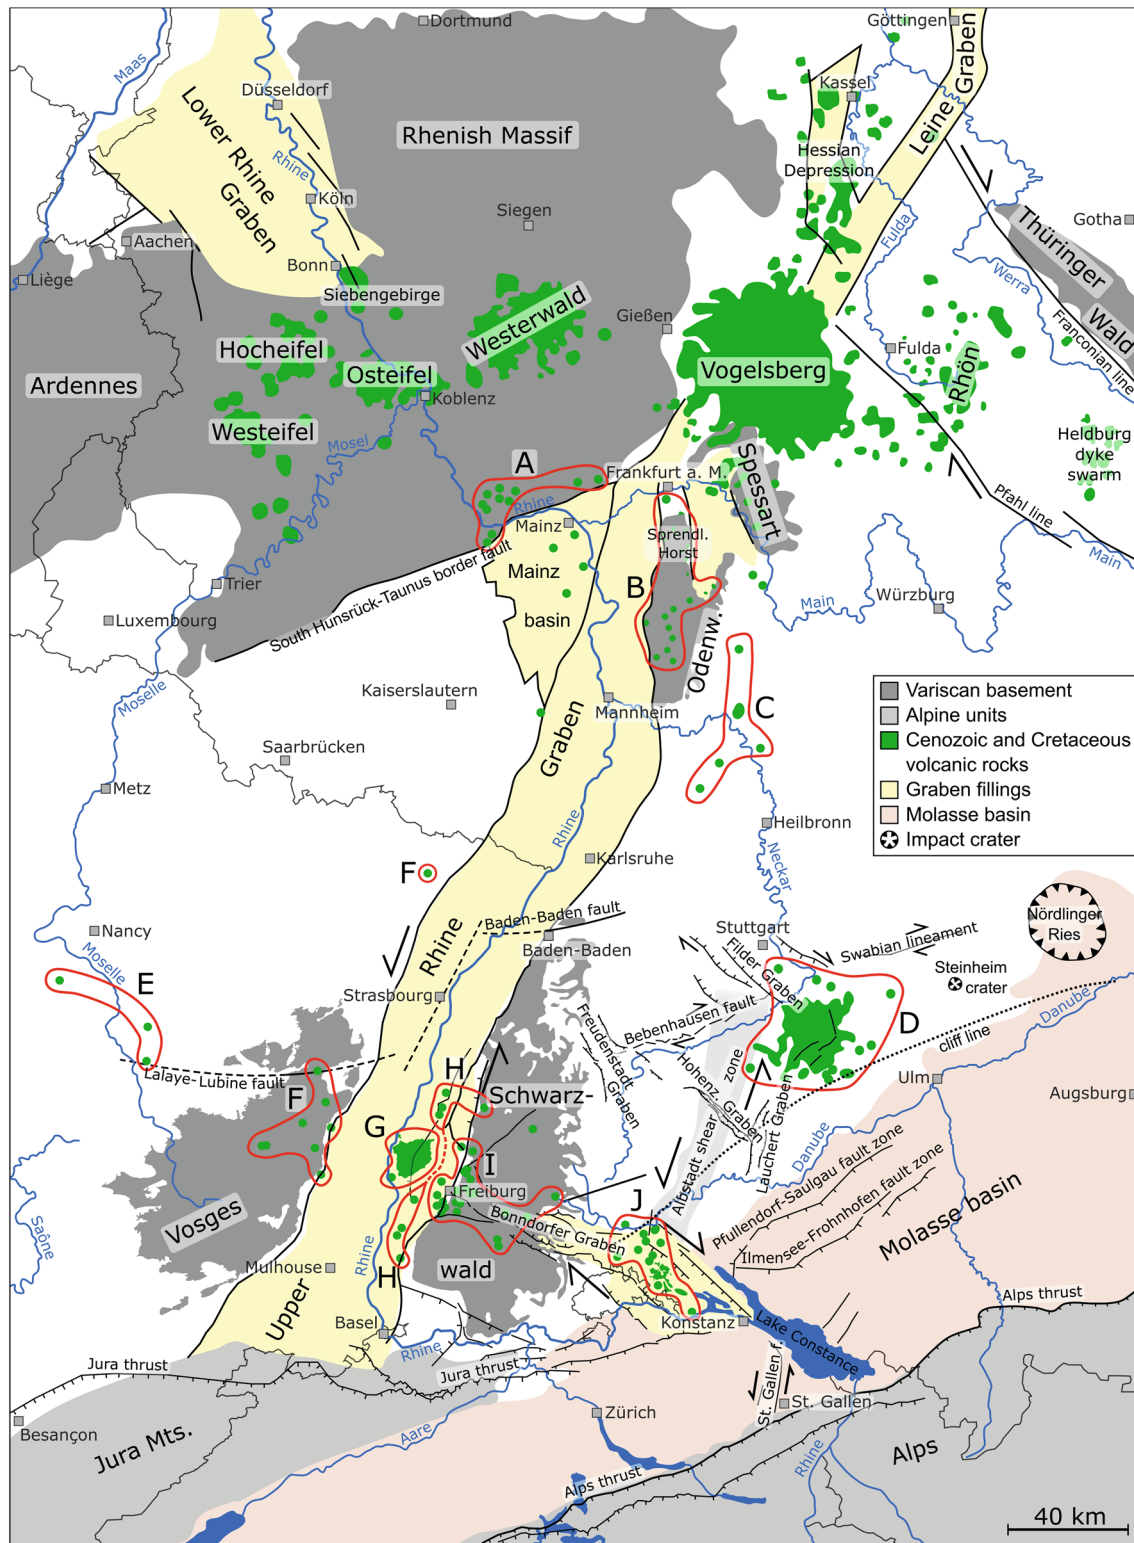 Dortmund
Göttingen
Maas
Düsseldorf
Lower Rhine
Graben
Rhenish Massif
Kassel
Leine Graben
Hessian
Depression
Rhine
Köln
Siegen
Fulda
Thüringer
Wald
Gotha
Aachen
Bonn
Liège
Siebengebirge
Werra
Westerwald
Gießen
Franconian line
Hocheifel
Fulda
Rhön
Vogelsberg
Osteifel
Ardennes
Koblenz
Westeifel
Mosel
Heldburg
dyke
swarm
A
Frankfurt a. M.
Spessart
Rhine
Pfahl line
Mainz
Sprendl.
Horst
Main
South Hunsrück-Taunus border fault
Mainz
basin
Trier
B
Main
Würzburg
Luxembourg
Odenw.
Kaiserslautern
Moselle
Mannheim
C
Variscan basement
Alpine units
Cenozoic and Cretaceous
volcanic rocks
Graben fillings
Molasse basin
Impact crater
Saarbrücken
Graben
Metz
Rhine
Heilbronn
Karlsruhe
Neckar
F
Nördlinger
Ries
Baden-Baden fault
Nancy
Stuttgart
Rhine
Baden-Baden
Swabian lineament
Filder Graben
Moselle
E
Steinheim
crater
Strasbourg
Danube
D
Bebenhausen fault
Freudenstadt
Graben
cliff line
Lalaye-Lubine fault
Hohenz. Graben
H
Schwarz-
Ulm
Augsburg
F
Lauchert Graben
Albstadt shear zone
G
Danube
I
Freiburg
Pfullendorf-Saulgau fault zone
Vosges
J
Ilmensee-Frohnhofen fault zone
Molasse basin
Saône
Bonndorfer Graben
Rhine
Mulhouse
H
wald
Upper
Alps thrust
Basel
Konstanz
Lake Constance
Rhine
Jura thrust
Jura thrust
St. Gallen f.
St. Gallen
Zürich
Besançon
Jura Mts.
Aare
Alps
Rhine
Alps thrust
40 km